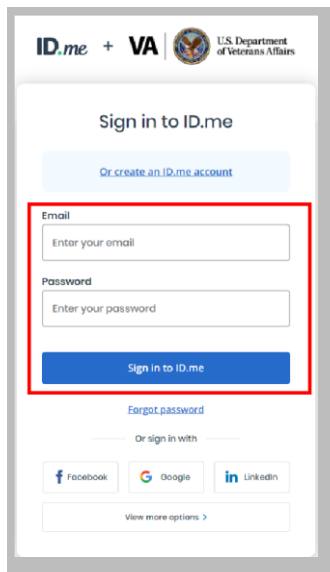 ID.me + VA U.S. Department
of Veterans Affairs
Sign in to ID.me
Or create an ID.me account
Email
Enter your email
Password
Enter your password
Sign in to ID.me
Forgot password
Or sign in with
Facebook Google LinkedIn
View more options